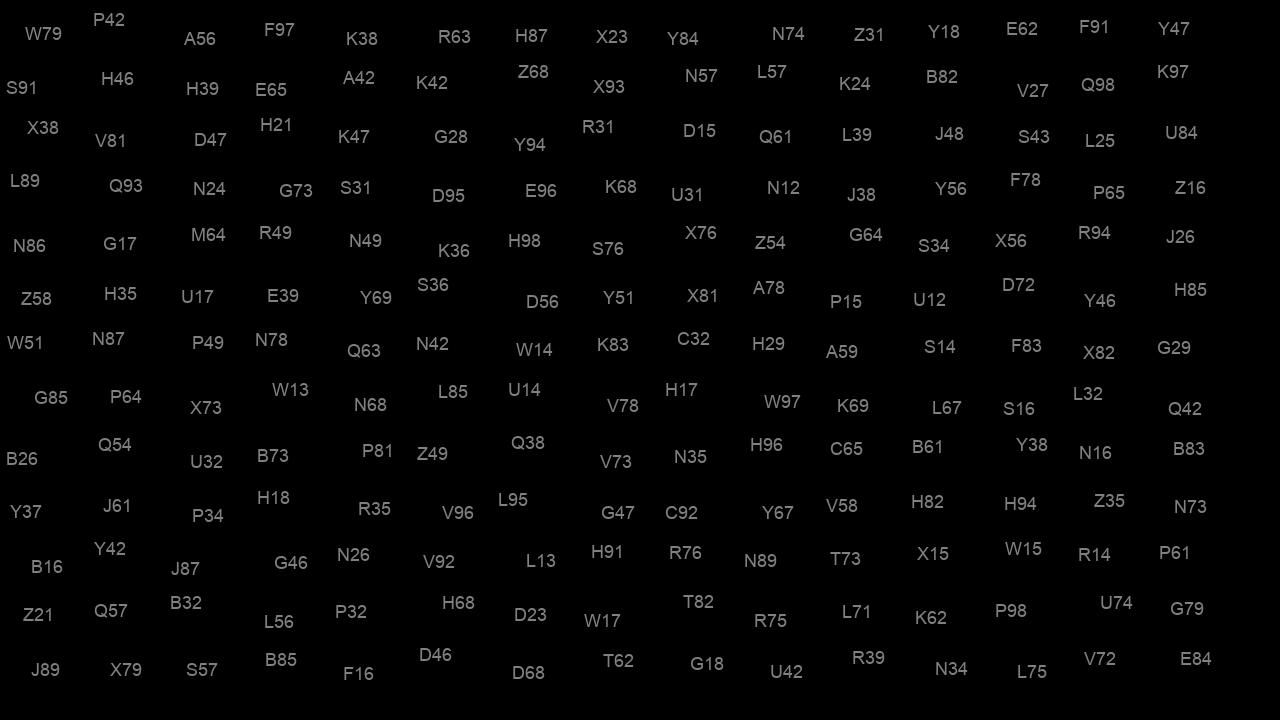 W79 P42 A56 F97 K38 R63 H87 X23 Y84 N74 Z31 Y18 E62 F91 Y47
S91 H46 H39 E65 A42 K42 Z68 X93 N57 L57 K24 B82 V27 Q98 K97
X38 V81 D47 H21 K47 G28 Y94 R31 D15 Q61 L39 J48 S43 L25 U84
L89 Q93 N24 G73 S31 D95 E96 K68 U31 N12 J38 Y56 F78 P65 Z16
N86 G17 M64 R49 N49 K36 H98 S76 X76 Z54 G64 S34 X56 R94 J26
Z58 H35 U17 E39 Y69 S36 D56 Y51 X81 A78 P15 U12 D72 Y46 H85
W51 N87 P49 N78 Q63 N42 W14 K83 C32 H29 A59 S14 F83 X82 G29
G85 P64 X73 W13 N68 L85 U14 V78 H17 W97 K69 L67 S16 L32 Q42
B26 Q54 U32 B73 P81 Z49 Q38 V73 N35 H96 C65 B61 Y38 N16 B83
Y37 J61 P34 H18 R35 V96 L95 G47 C92 Y67 V58 H82 H94 Z35 N73
B16 Y42 J87 G46 N26 V92 L13 H91 R76 N89 T73 X15 W15 R14 P61
Z21 Q57 B32 L56 P32 H68 D23 W17 T82 R75 L71 K62 P98 U74 G79
J89 X79 S57 B85 F16 D46 D68 T62 G18 U42 R39 N34 L75 V72 E84